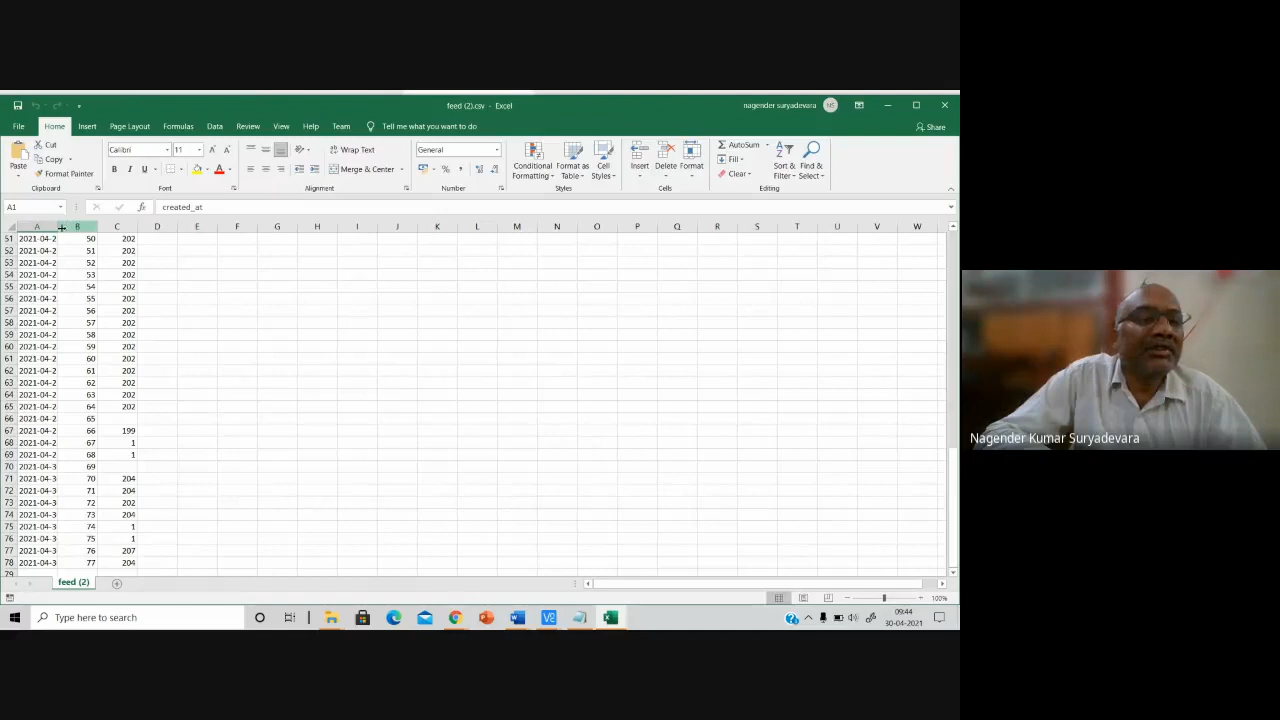 feed (2).csv - Excel
nagender suryadevara
NS
File Home Insert Page Layout Formulas Data Review View Help Team Tell me what you want to do
Share
Paste
Cut
Copy
Format Painter
Clipboard
Calibri 11
B I U
Font
Wrap Text
Merge & Center
Alignment
General
Number
Conditional Formatting
Format as Table
Cell Styles
Styles
Insert Delete Format
Cells
AutoSum
Fill
Clear
Sort & Filter
Find & Select
Editing
A1 fx created_at
A B C D E F G H I J K L M N O P Q R S T U V W
51 2021-04-2 50 202
52 2021-04-2 51 202
53 2021-04-2 52 202
54 2021-04-2 53 202
55 2021-04-2 54 202
56 2021-04-2 55 202
57 2021-04-2 56 202
58 2021-04-2 57 202
59 2021-04-2 58 202
60 2021-04-2 59 202
61 2021-04-2 60 202
62 2021-04-2 61 202
63 2021-04-2 62 202
64 2021-04-2 63 202
65 2021-04-2 64 202
66 2021-04-2 65
67 2021-04-2 66 199
68 2021-04-2 67 1
69 2021-04-2 68 1
70 2021-04-3 69
71 2021-04-3 70 204
72 2021-04-3 71 204
73 2021-04-3 72 202
74 2021-04-3 73 204
75 2021-04-3 74 1
76 2021-04-3 75 1
77 2021-04-3 76 207
78 2021-04-3 77 204
79
feed (2)
100%
Type here to search
09:44
30-04-2021
Nagender Kumar Suryadevara